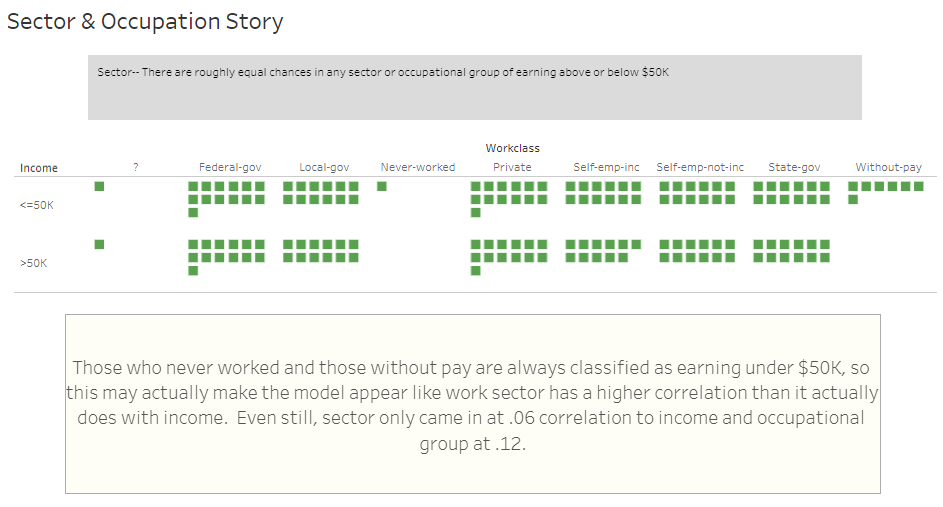 Sector & Occupation Story
Sector-- There are roughly equal chances in any sector or occupational group of earning above or below $50K
Workclass
Income ? Federal-gov Local-gov Never-worked Private Self-emp-inc Self-emp-not-inc State-gov Without-pay
<=50K
>50K
Those who never worked and those without pay are always classified as earning under $50K, so
this may actually make the model appear like work sector has a higher correlation than it actually
does with income.  Even still, sector only came in at .06 correlation to income and occupational
group at .12.